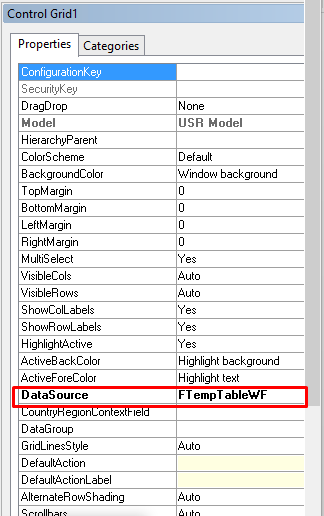 Control Grid1
Properties Categories
ConfigurationKey
SecurityKey
DragDrop None
Model USR Model
HierarchyParent
ColorScheme Default
BackgroundColor Window background
TopMargin 0
BottomMargin 0
LeftMargin 0
RightMargin 0
MultiSelect Yes
VisibleCols Auto
VisibleRows Auto
ShowColLabels Yes
ShowRowLabels Yes
HighlightActive Yes
ActiveBackColor Highlight background
ActiveForeColor Highlight text
DataSource FTempTableWF
CountryRegionContextField
DataGroup
GridLinesStyle Auto
DefaultAction
DefaultActionLabel
AlternateRowShading Auto
Scrollbars Auto